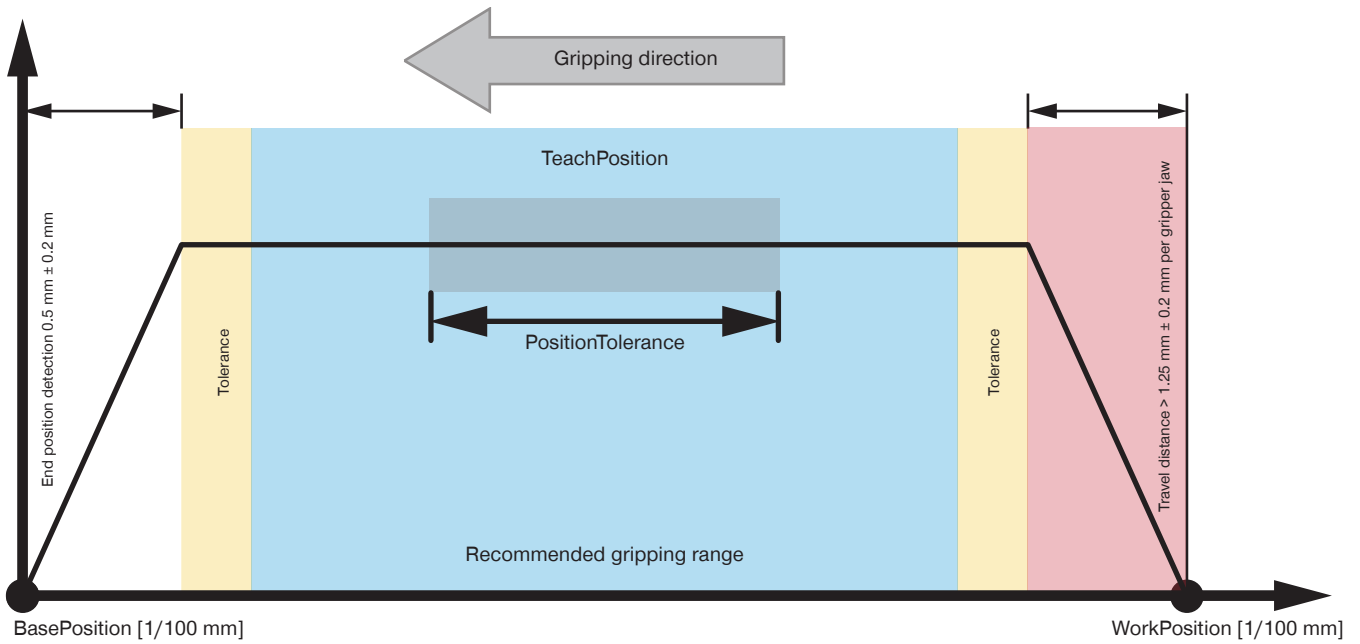 Gripping direction
TeachPosition
End position detection 0.5 mm ± 0.2 mm
Tolerance
PositionTolerance
Tolerance
Travel distance > 1.25 mm ± 0.2 mm per gripper jaw
Recommended gripping range
BasePosition [1/100 mm]
WorkPosition [1/100 mm]